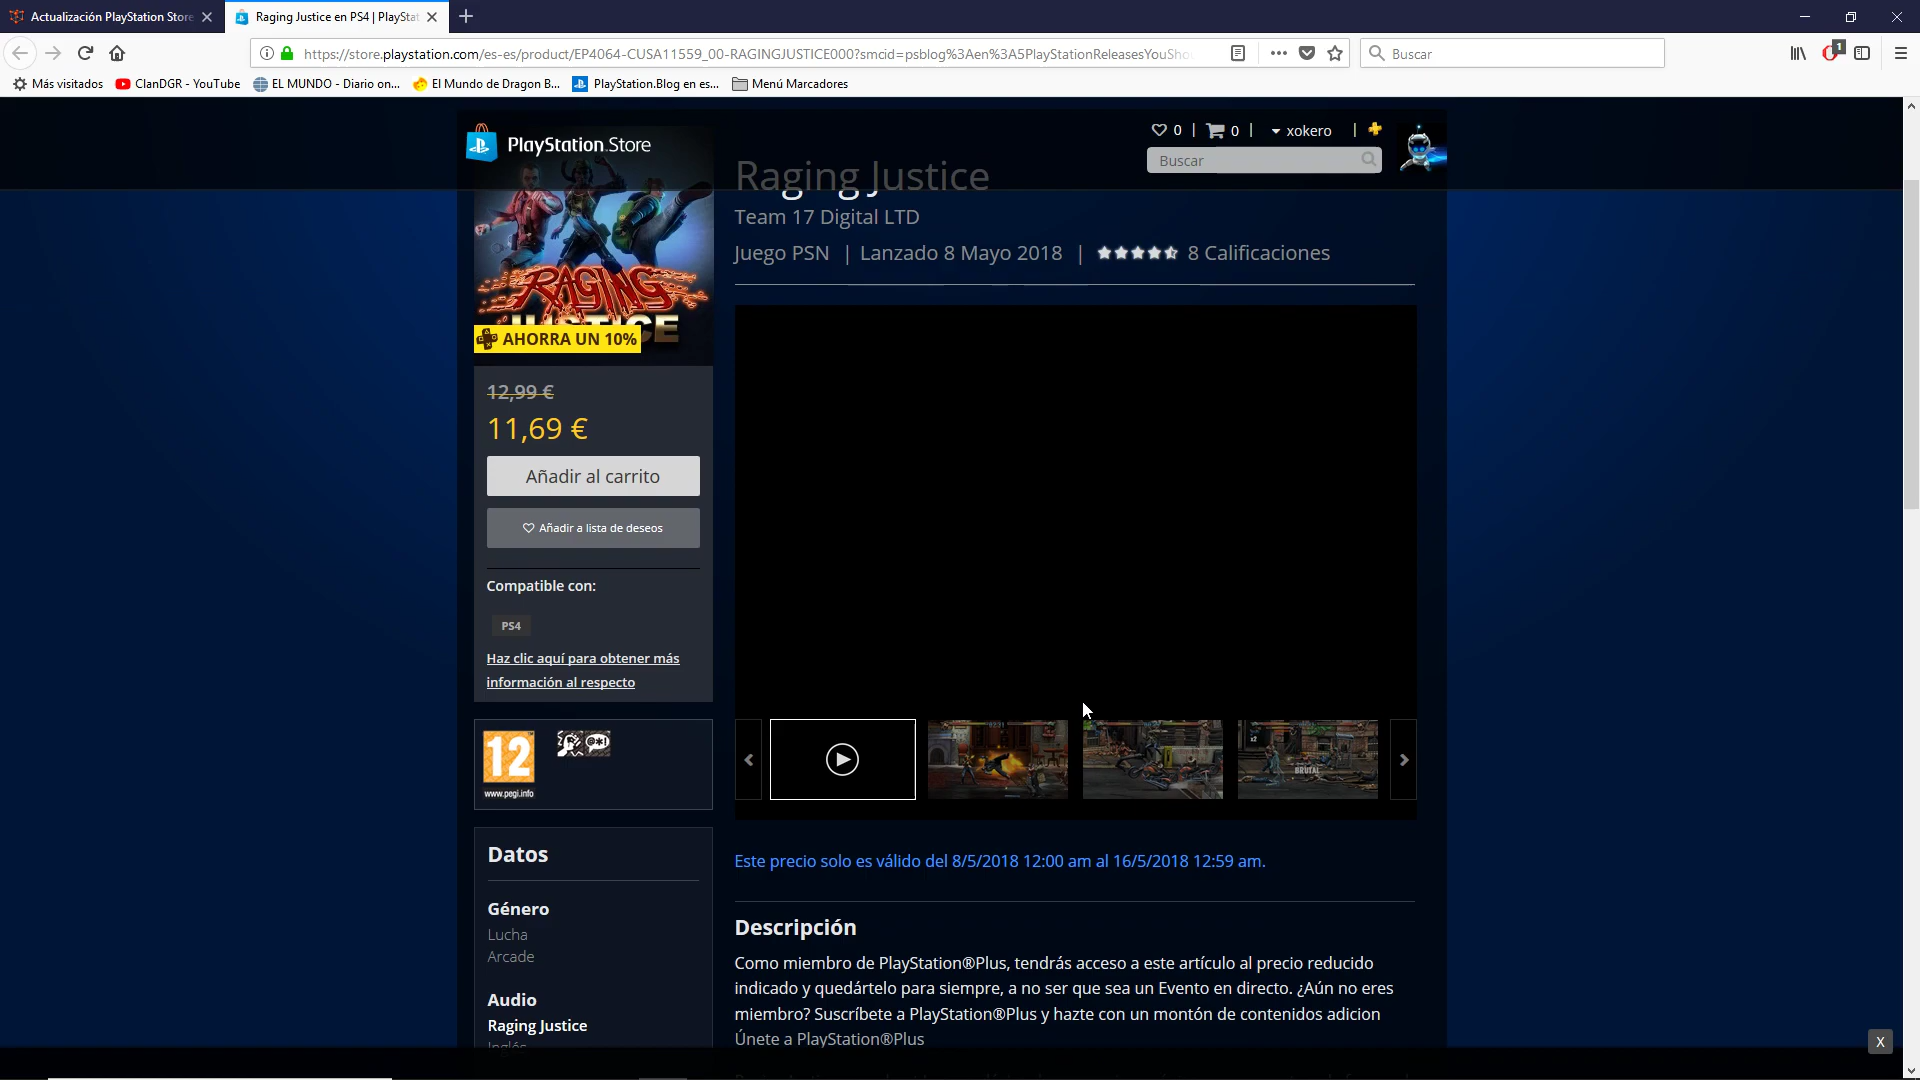 Actualización PlayStation Store
Raging Justice en PS4 | PlayStat
https://store.playstation.com/es-es/product/EP4064-CUSA11559_00-RAGINGJUSTICE000?smcid=psblog%3Aen%3A5PlayStationReleasesYouSho
Buscar
1
Más visitados
ClanDGR - YouTube
EL MUNDO - Diario on...
El Mundo de Dragon B...
PlayStation.Blog en es...
Menú Marcadores
PlayStation Store
0 | 0 | xokero |
Buscar
Raging Justice
Team 17 Digital LTD
Juego PSN | Lanzado 8 Mayo 2018 | 8 Calificaciones
RAGING
JUSTICE
AHORRA UN 10%
12,99 €
11,69 €
Añadir al carrito
Añadir a lista de deseos
Compatible con:
PS4
Haz clic aquí para obtener más
información al respecto
12
www.pegi.info
@*!
x2
BRUTAL
Datos
Género
Lucha
Arcade
Audio
Raging Justice
Inglés
Este precio solo es válido del 8/5/2018 12:00 am al 16/5/2018 12:59 am.
Descripción
Como miembro de PlayStation®Plus, tendrás acceso a este artículo al precio reducido
indicado y quedártelo para siempre, a no ser que sea un Evento en directo. ¿Aún no eres
miembro? Suscríbete a PlayStation®Plus y hazte con un montón de contenidos adicion
Únete a PlayStation®Plus
X